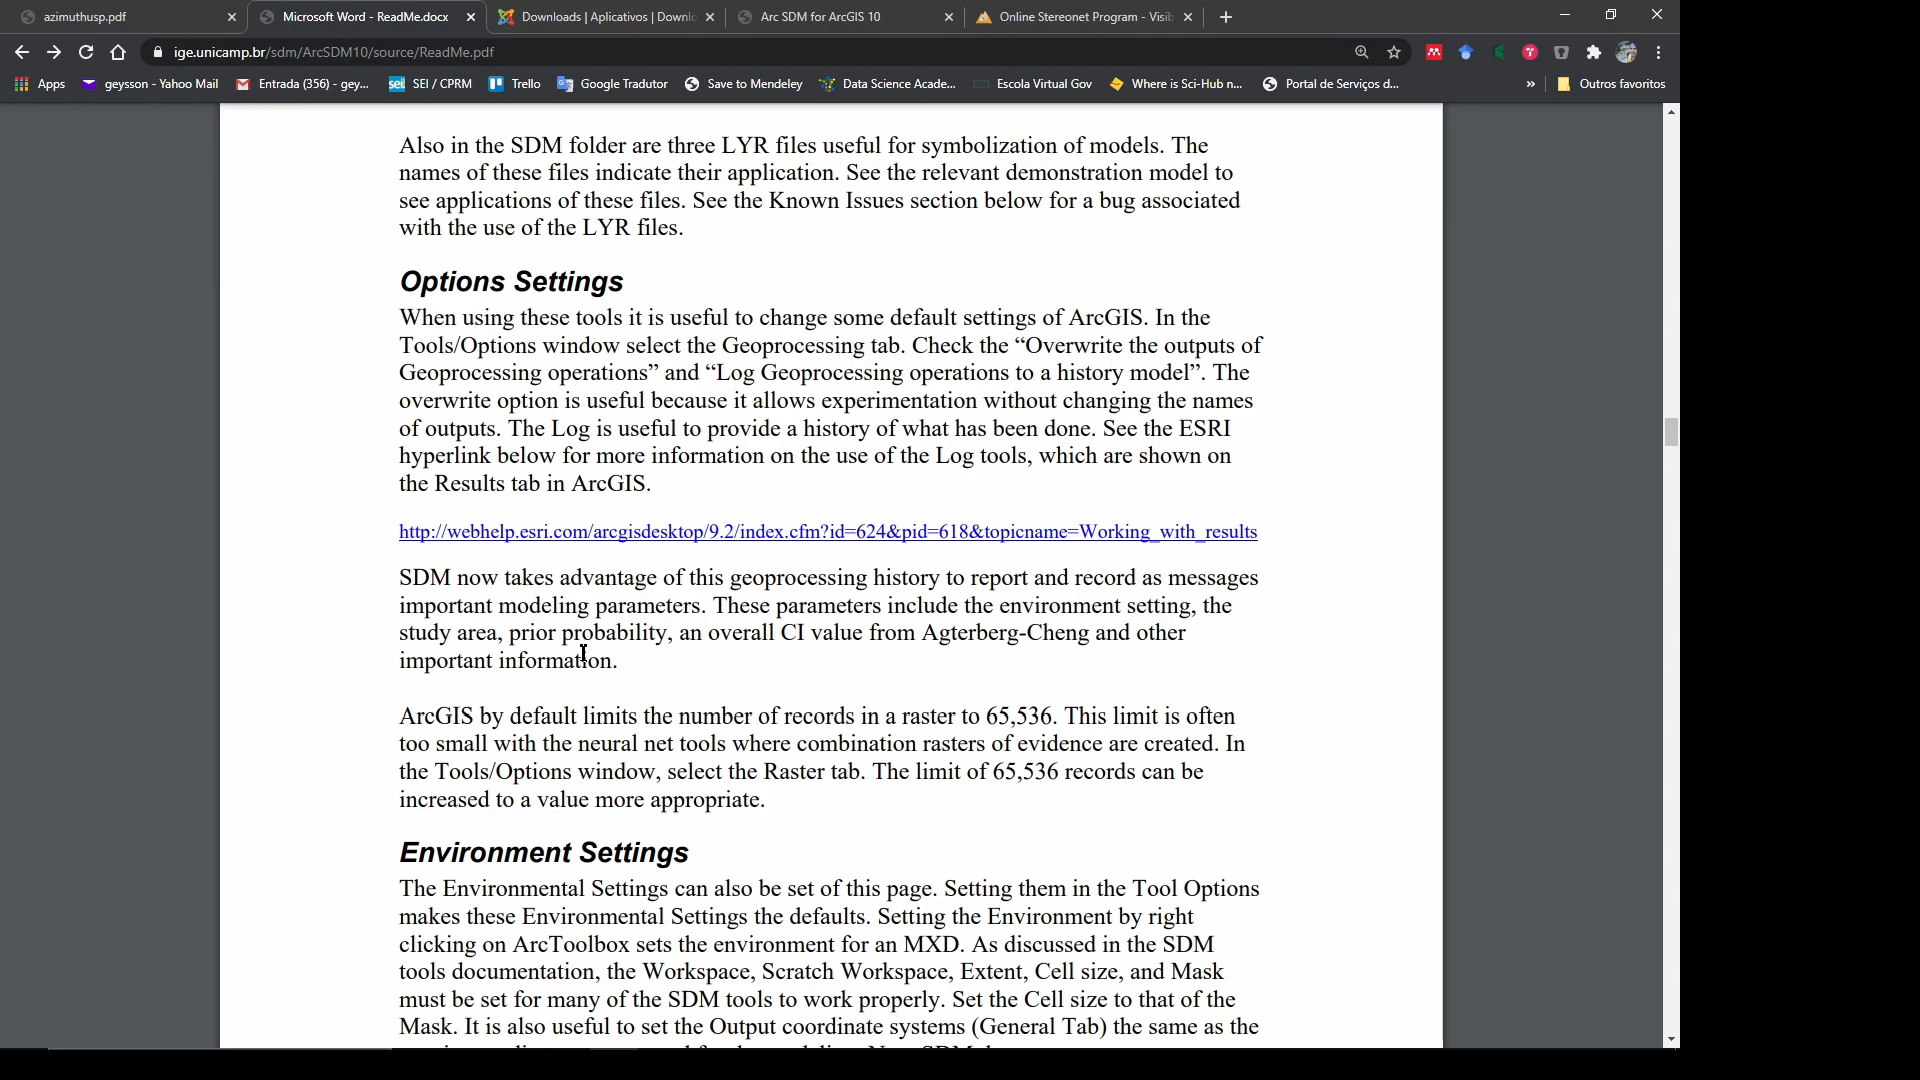 azimuthusp.pdf
Microsoft Word - ReadMe.docx
Downloads | Aplicativos | Downl
Arc SDM for ArcGIS 10
Online Stereonet Program - Visib
ige.unicamp.br/sdm/ArcSDM10/source/ReadMe.pdf
Apps
geysson - Yahoo Mail
Entrada (356) - gey...
sei SEI / CPRM
Trello
Google Tradutor
Save to Mendeley
Data Science Acade...
Escola Virtual Gov
Where is Sci-Hub n...
Portal de Serviços d...
»
Outros favoritos
Also in the SDM folder are three LYR files useful for symbolization of models. The
names of these files indicate their application. See the relevant demonstration model to
see applications of these files. See the Known Issues section below for a bug associated
with the use of the LYR files.
Options Settings
When using these tools it is useful to change some default settings of ArcGIS. In the
Tools/Options window select the Geoprocessing tab. Check the “Overwrite the outputs of
Geoprocessing operations” and “Log Geoprocessing operations to a history model”. The
overwrite option is useful because it allows experimentation without changing the names
of outputs. The Log is useful to provide a history of what has been done. See the ESRI
hyperlink below for more information on the use of the Log tools, which are shown on
the Results tab in ArcGIS.
http://webhelp.esri.com/arcgisdesktop/9.2/index.cfm?id=624&pid=618&topicname=Working_with_results
SDM now takes advantage of this geoprocessing history to report and record as messages
important modeling parameters. These parameters include the environment setting, the
study area, prior probability, an overall CI value from Agterberg-Cheng and other
important information.
ArcGIS by default limits the number of records in a raster to 65,536. This limit is often
too small with the neural net tools where combination rasters of evidence are created. In
the Tools/Options window, select the Raster tab. The limit of 65,536 records can be
increased to a value more appropriate.
Environment Settings
The Environmental Settings can also be set of this page. Setting them in the Tool Options
makes these Environmental Settings the defaults. Setting the Environment by right
clicking on ArcToolbox sets the environment for an MXD. As discussed in the SDM
tools documentation, the Workspace, Scratch Workspace, Extent, Cell size, and Mask
must be set for many of the SDM tools to work properly. Set the Cell size to that of the
Mask. It is also useful to set the Output coordinate systems (General Tab) the same as the